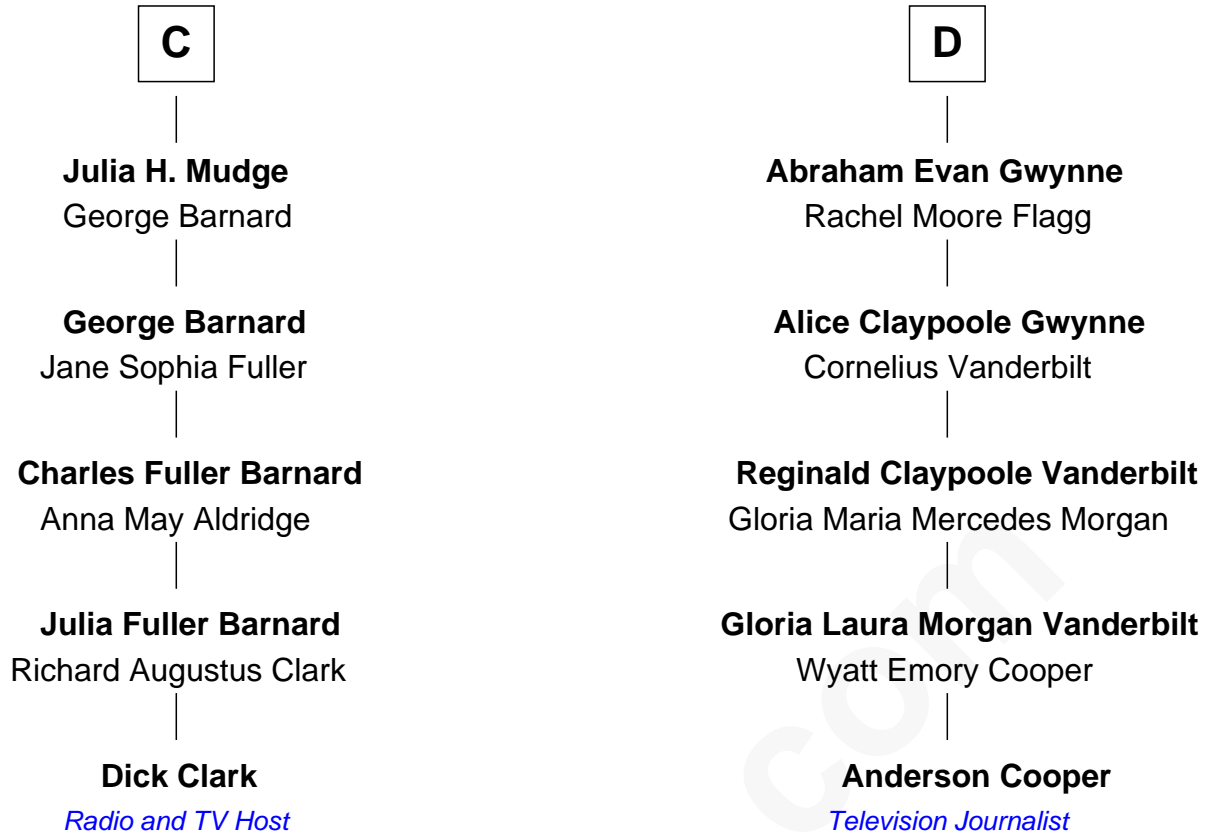 C
Julia H. Mudge
George Barnard
George Barnard
Jane Sophia Fuller
Charles Fuller Barnard
Anna May Aldridge
Julia Fuller Barnard
Richard Augustus Clark
Dick Clark
Radio and TV Host
D
Abraham Evan Gwynne
Rachel Moore Flagg
Alice Claypoole Gwynne
Cornelius Vanderbilt
Reginald Claypoole Vanderbilt
Gloria Maria Mercedes Morgan
Gloria Laura Morgan Vanderbilt
Wyatt Emory Cooper
Anderson Cooper
Television Journalist
com